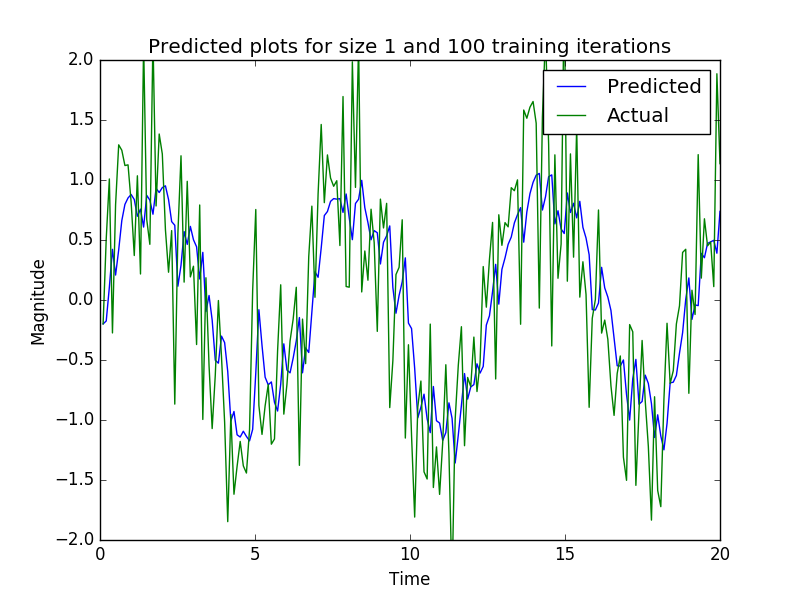 Predicted plots for size 1 and 100 training iterations
Predicted
Actual
2.0
1.5
1.0
0.5
0.0
−0.5
−1.0
−1.5
−2.0
Magnitude
0 5 10 15 20
Time